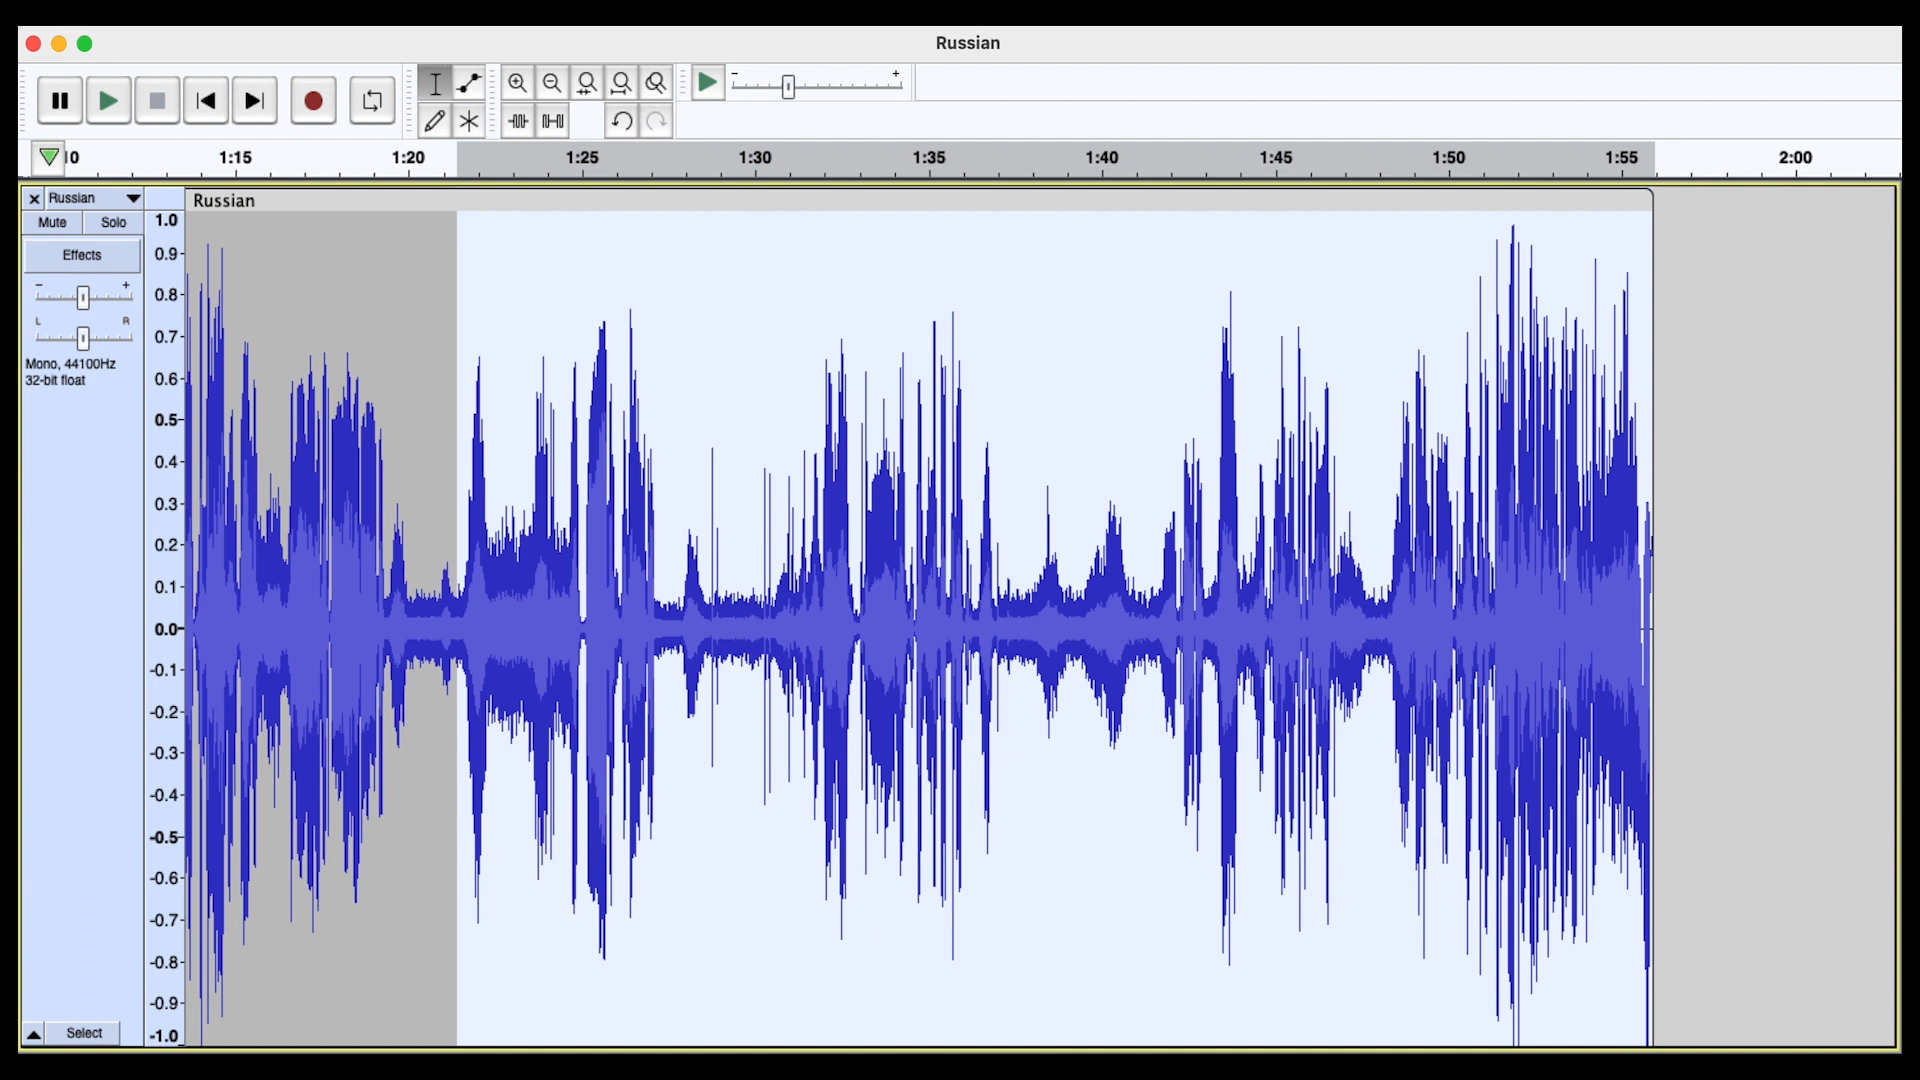 Russian
- +
10 1:15 1:20 1:25 1:30 1:35 1:40 1:45 1:50 1:55 2:00
Russian
Russian
Mute Solo
Effects
- +
L R
Mono, 44100Hz
32-bit float
1.0
0.9
0.8
0.7
0.6
0.5
0.4
0.3
0.2
0.1
0.0
-0.1
-0.2
-0.3
-0.4
-0.5
-0.6
-0.7
-0.8
-0.9
-1.0
Select